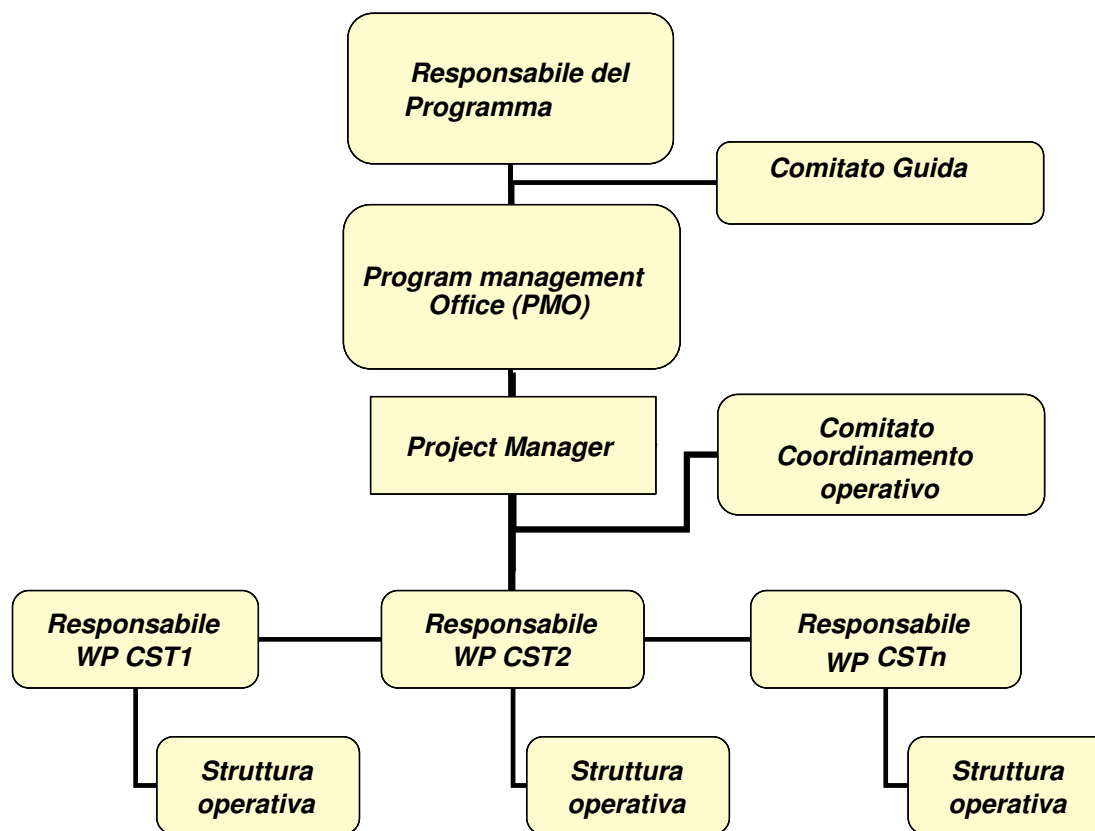 Responsabile del
Programma
Comitato Guida
Program management
Office (PMO)
Project Manager
Comitato
Coordinamento
operativo
Responsabile
WP CST1
Responsabile
WP CST2
Responsabile
WP CSTn
Struttura
operativa
Struttura
operativa
Struttura
operativa